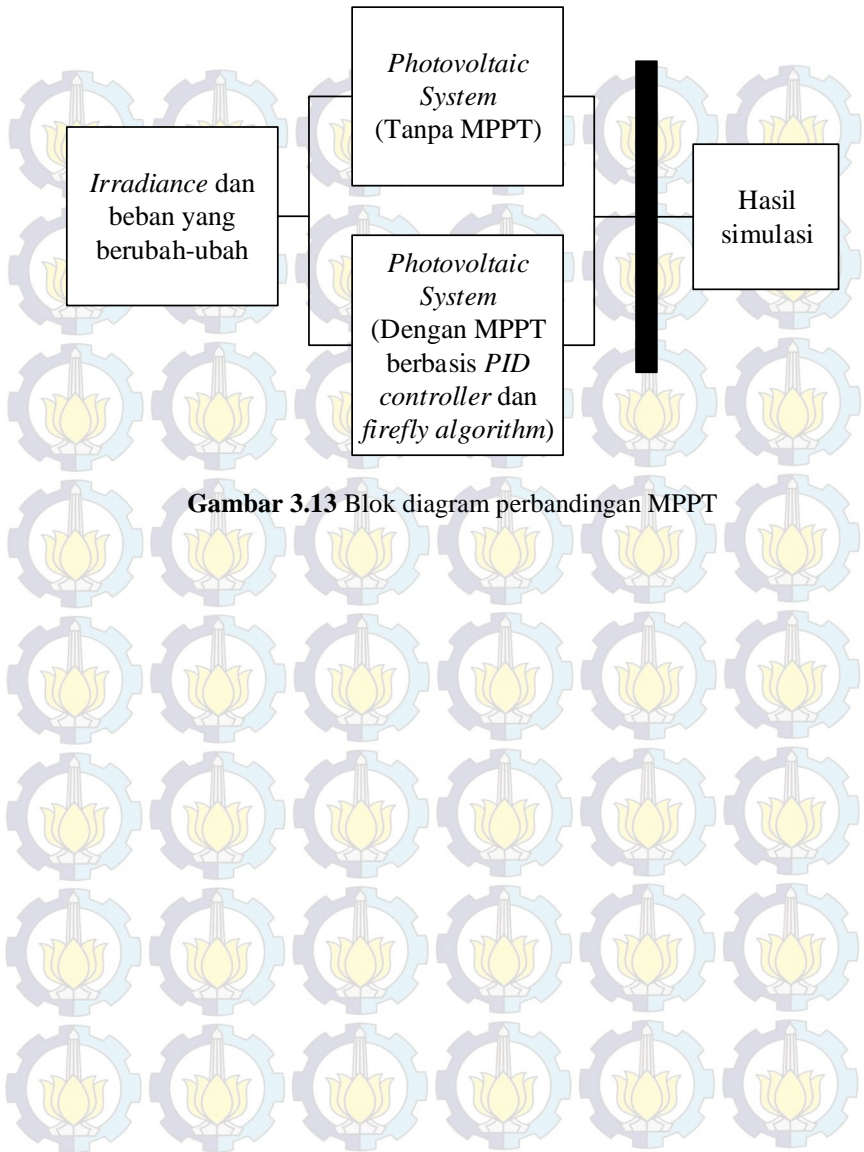 Irradiance dan
beban yang
berubah-ubah
Photovoltaic
System
(Tanpa MPPT)
Photovoltaic
System
(Dengan MPPT
berbasis PID
controller dan
firefly algorithm)
Hasil
simulasi
Gambar 3.13 Blok diagram perbandingan MPPT